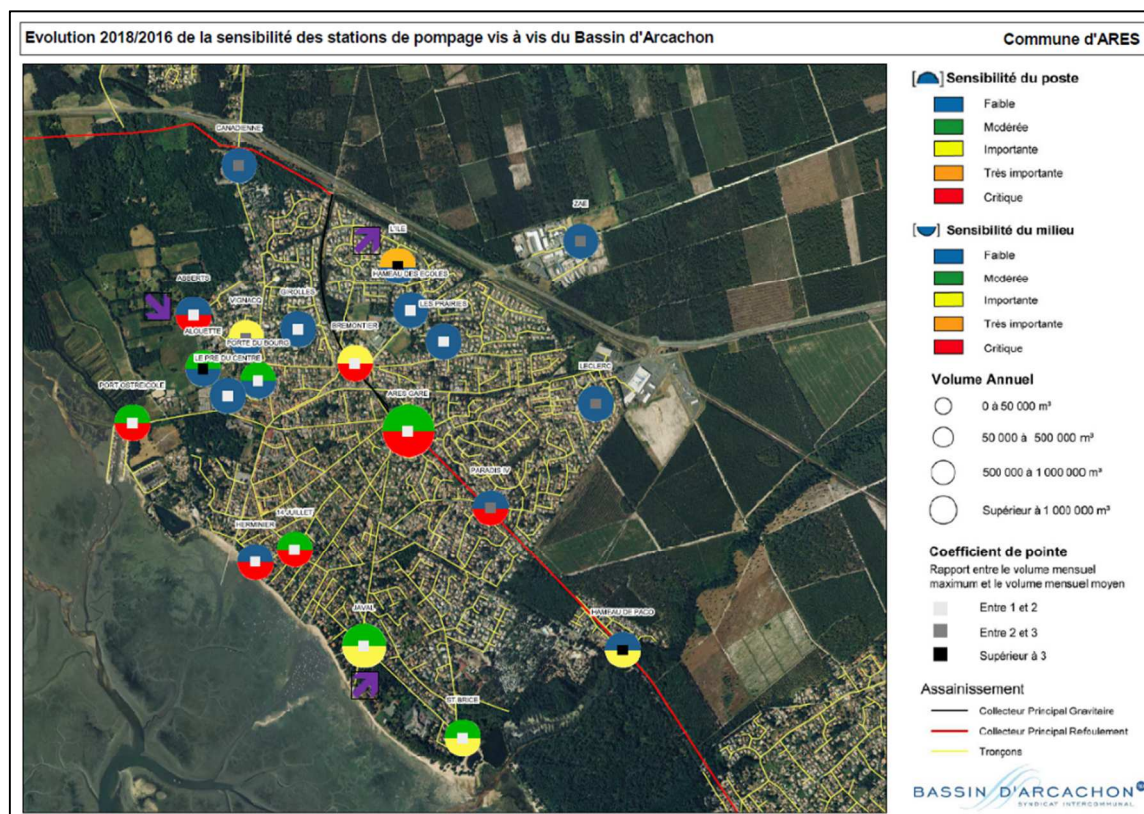 Evolution 2018/2016 de la sensibilité des stations de pompage vis à vis du Bassin d'Arcachon
Commune d'ARES
CANADIENNE
ZAE
L'ILE
HAMEAU DES ECOLES
ASBERTS
VIGNACQ
GIROLLES
LES PRAIRIES
ALOUETTE
PORTE DU BOURG
BREMONTIER
LE PRE DU CENTRE
LECLERC
PORT OSTREICOLE
ARES GARE
PARADIS IV
14 JUILLET
HERMINIER
HAMEAU DE PACO
JAVAL
ST BRICE
Sensibilité du poste
Faible
Modérée
Importante
Très importante
Critique
Sensibilité du milieu
Faible
Modérée
Importante
Très importante
Critique
Volume Annuel
0 à 50 000 m³
50 000 à 500 000 m³
500 000 à 1 000 000 m³
Supérieur à 1 000 000 m³
Coefficient de pointe
Rapport entre le volume mensuel
maximum et le volume mensuel moyen
Entre 1 et 2
Entre 2 et 3
Supérieur à 3
Assainissement
Collecteur Principal Gravitaire
Collecteur Principal Refoulement
Tronçons
BASSIN D'ARCACHON
SYNDICAT INTERCOMMUNAL